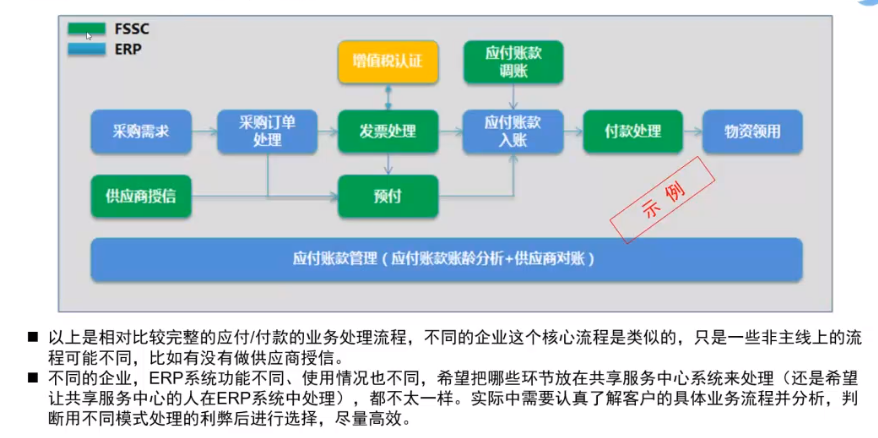 FSSC
ERP
增值税认证
应付账款
调账
采购需求
采购订单
处理
发票处理
应付账款
入账
付款处理
物资领用
供应商授信
预付
示例
应付账款管理（应付账款账龄分析+供应商对账）
■ 以上是相对比较完整的应付/付款的业务处理流程，不同的企业这个核心流程是类似的，只是一些非主线上的流
程可能不同，比如有没有做供应商授信。
■ 不同的企业，ERP系统功能不同、使用情况也不同，希望把哪些环节放在共享服务中心系统来处理（还是希望
让共享服务中心的人在ERP系统中处理），都不太一样。实际中需要认真了解客户的具体业务流程并分析，判
断用不同模式处理的利弊后进行选择，尽量高效。